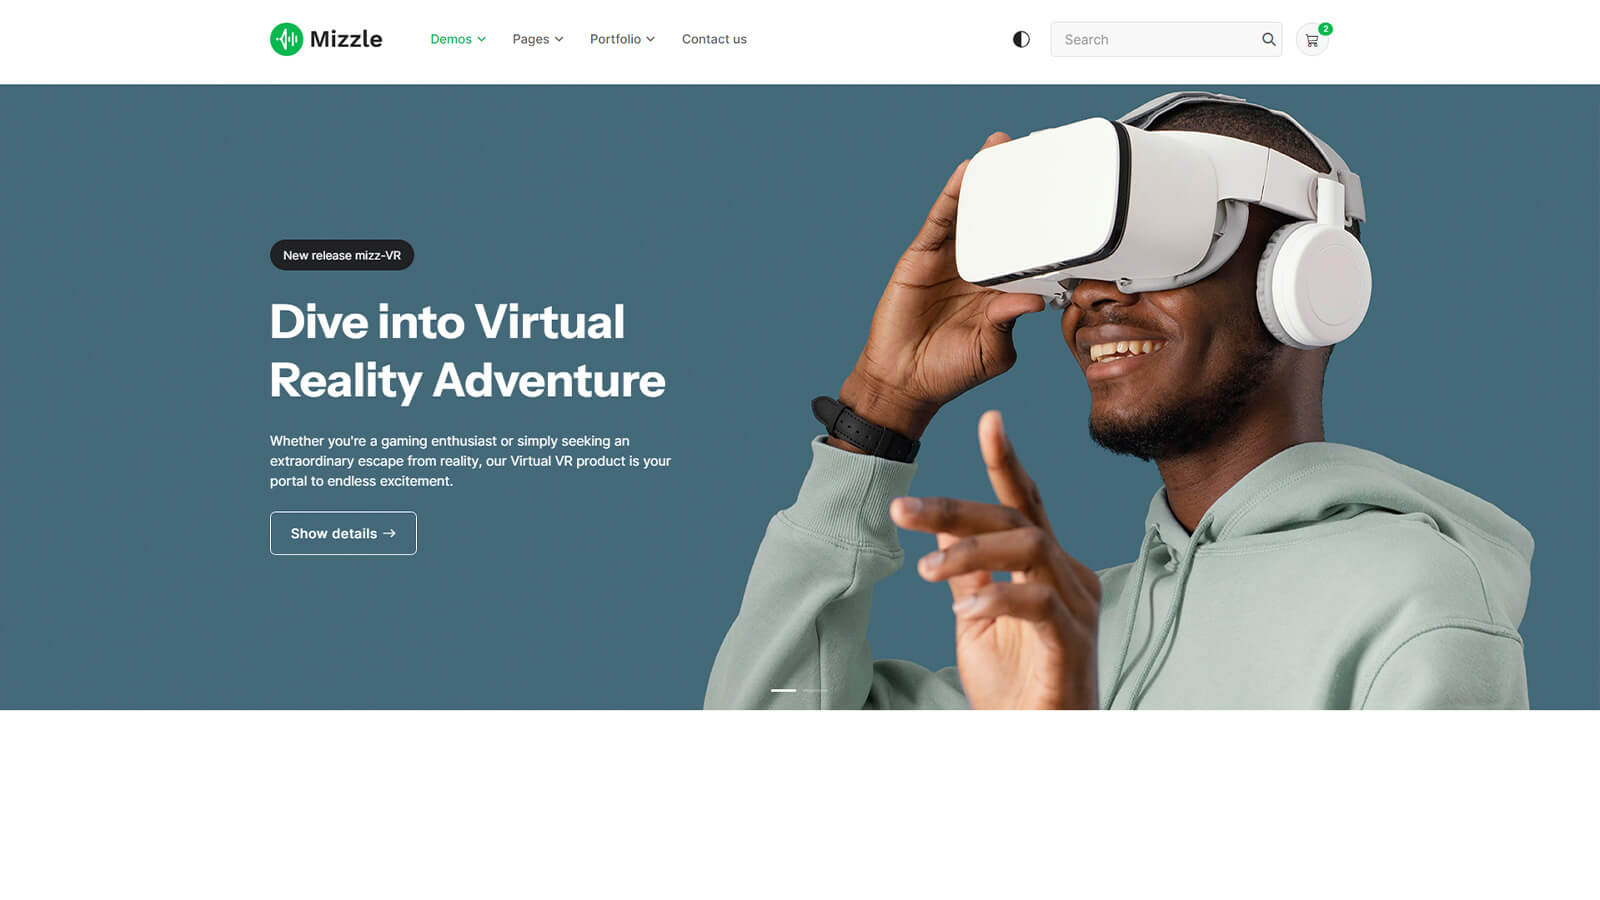 Mizzle
Demos
Pages
Portfolio
Contact us
Search
2
New release mizz-VR
Dive into Virtual
Reality Adventure
Whether you're a gaming enthusiast or simply seeking an
extraordinary escape from reality, our Virtual VR product is your
portal to endless excitement.
Show details →